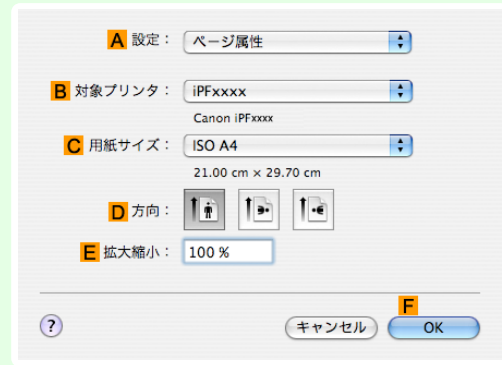 A 設定： ページ属性
B 対象プリンタ： iPFxxxx
Canon iPFxxxx
C 用紙サイズ： ISO A4
21.00 cm × 29.70 cm
D 方向：
E 拡大縮小： 100 %
F
? キャンセル OK